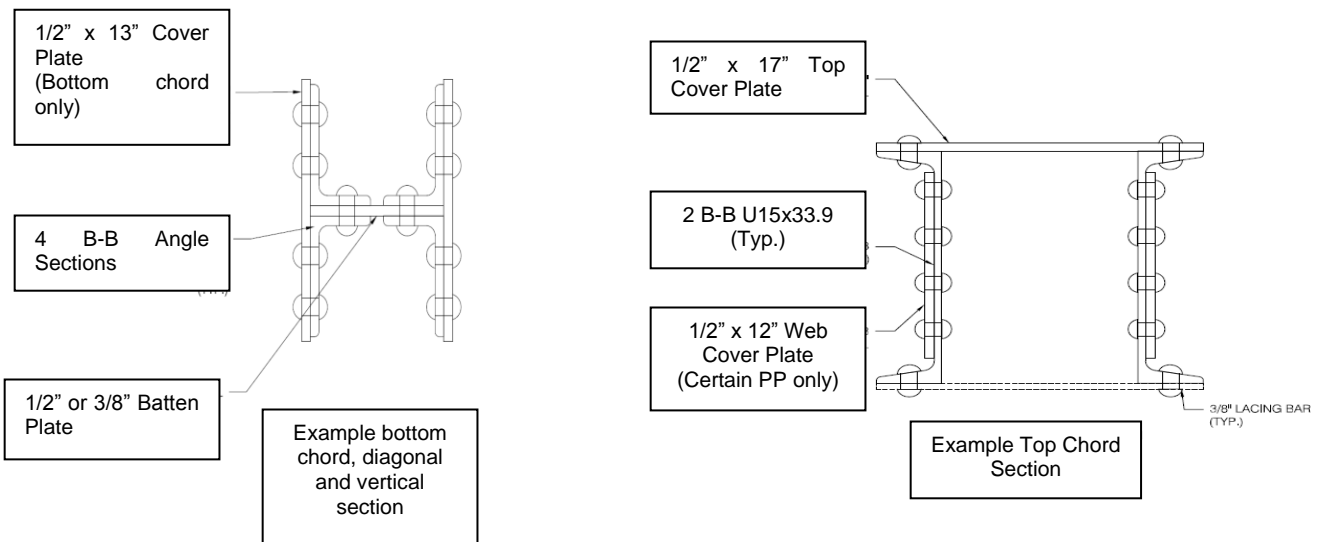 1/2” x 13” Cover
Plate
(Bottom chord
only)
4 B-B Angle
Sections
1/2” or 3/8” Batten
Plate
Example bottom
chord, diagonal
and vertical
section
1/2” x 17” Top
Cover Plate
2 B-B U15x33.9
(Typ.)
1/2” x 12” Web
Cover Plate
(Certain PP only)
3/8" LACING BAR
(TYP.)
Example Top Chord
Section